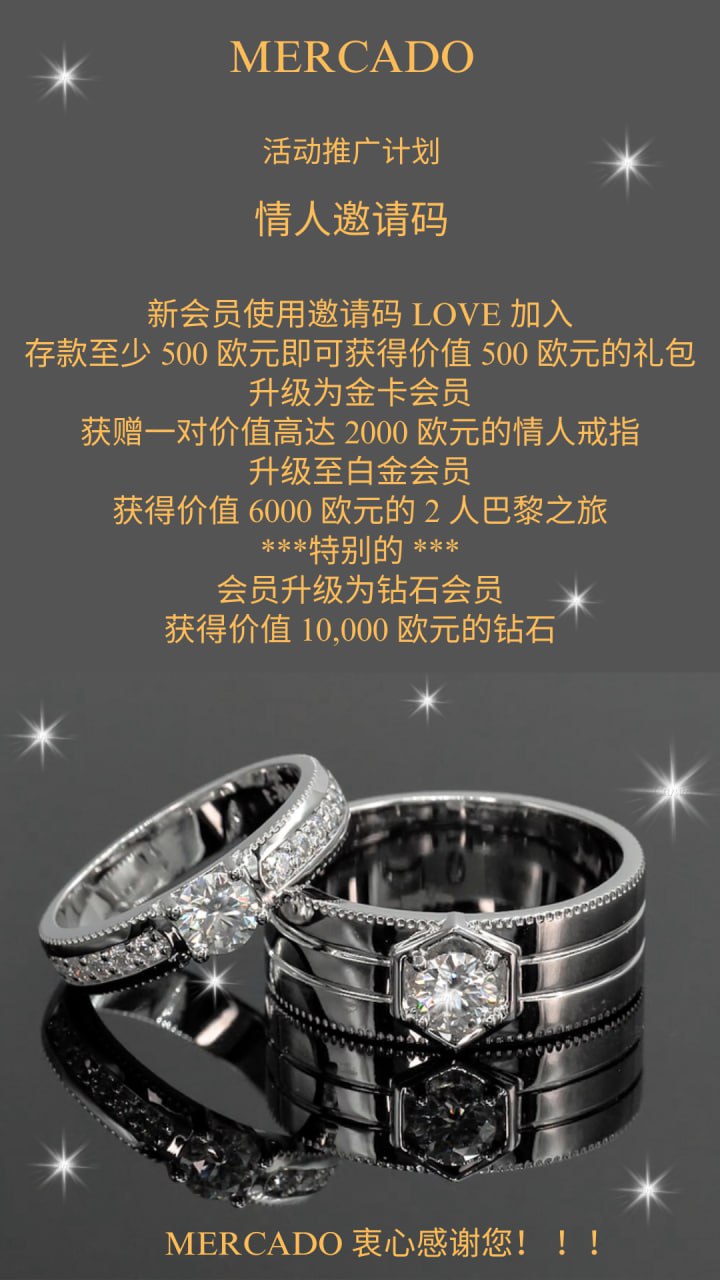 MERCADO
活动推广计划
情人邀请码
新会员使用邀请码 LOVE 加入
存款至少 500 欧元即可获得价值 500 欧元的礼包
升级为金卡会员
获赠一对价值高达 2000 欧元的情人戒指
升级至白金会员
获得价值 6000 欧元的 2 人巴黎之旅
***特别的 ***
会员升级为钻石会员
获得价值 10,000 欧元的钻石
MERCADO 衷心感谢您！！！